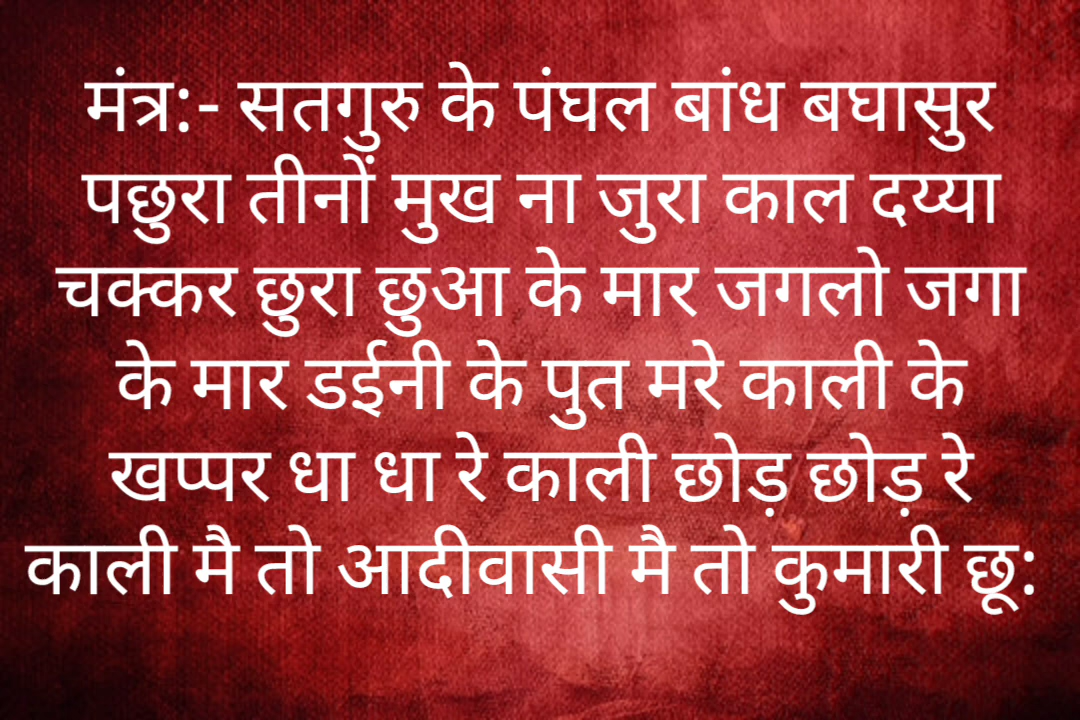 मंत्र:- सतगुरु के पंघल बांध बघासुर
पछुरा तीनों मुख ना जुरा काल दय्या
चक्कर छुरा छुआ के मार जगलो जगा
के मार डईनी के पुत मरे काली के
खप्पर धा धा रे काली छोड़ छोड़ रे
काली मै तो आदीवासी मै तो कुमारी छू: